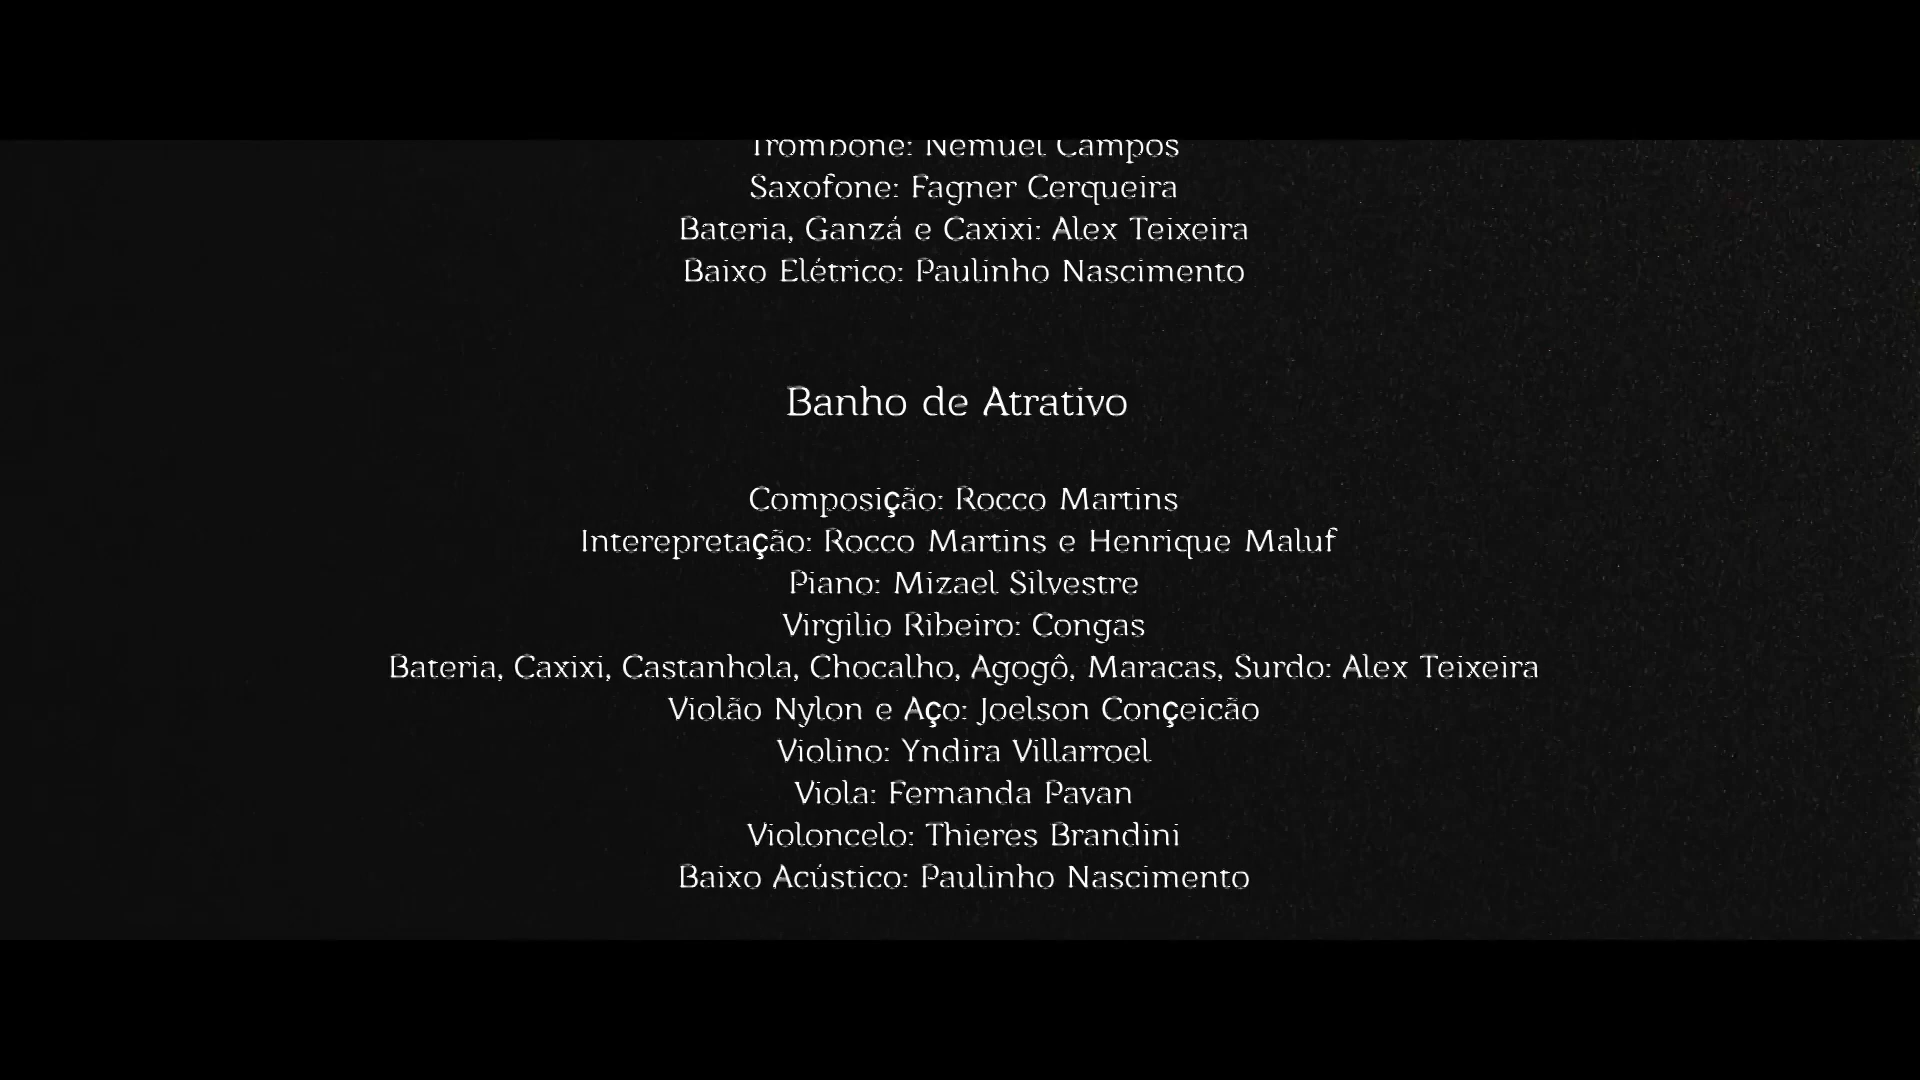 Trombone: Nemuel Campos
Saxofone: Fagner Cerqueira
Bateria, Ganzá e Caxixi: Alex Teixeira
Baixo Elétrico: Paulinho Nascimento
Banho de Atrativo
Composição: Rocco Martins
Interepretação: Rocco Martins e Henrique Maluf
Piano: Mizael Silvestre
Virgilio Ribeiro: Congas
Bateria, Caxixi, Castanhola, Chocalho, Agogô, Maracas, Surdo: Alex Teixeira
Violão Nylon e Aço: Joelson Conçeicão
Violino: Yndira Villarroel
Viola: Fernanda Pavan
Violoncelo: Thieres Brandini
Baixo Acústico: Paulinho Nascimento